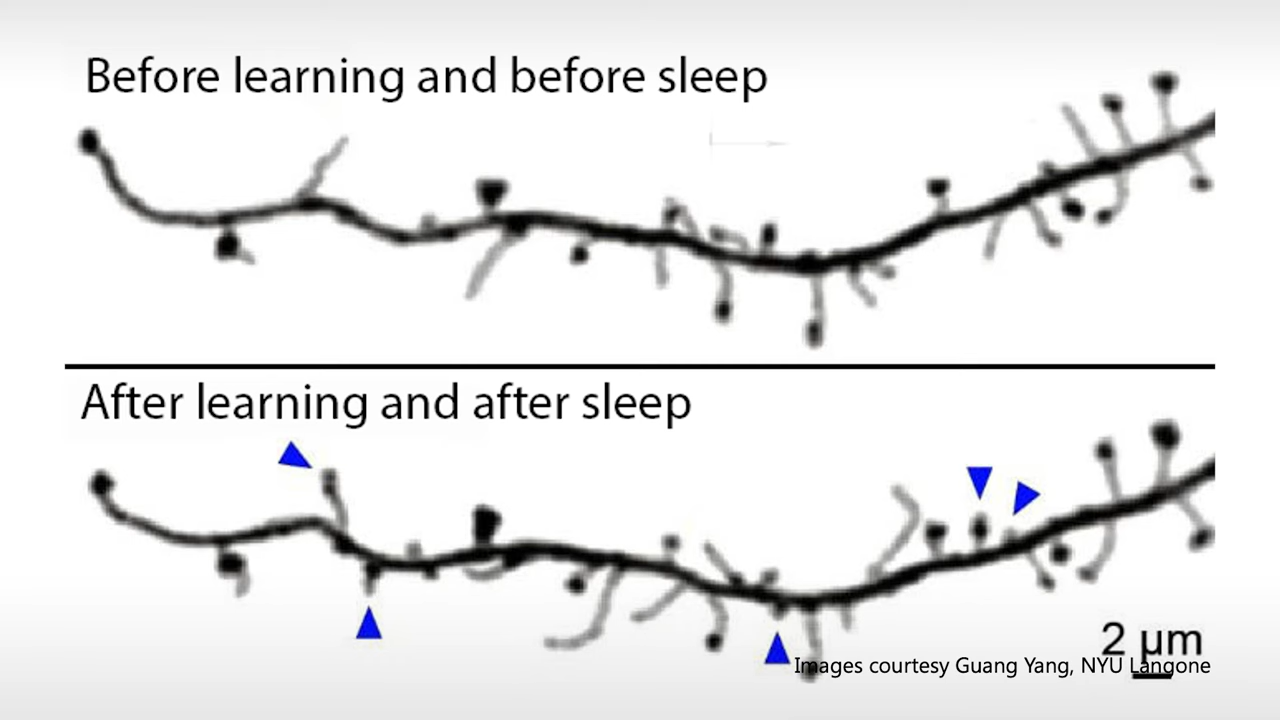 Before learning and before sleep
After learning and after sleep
2 µm
Images courtesy Guang Yang, NYU Langone